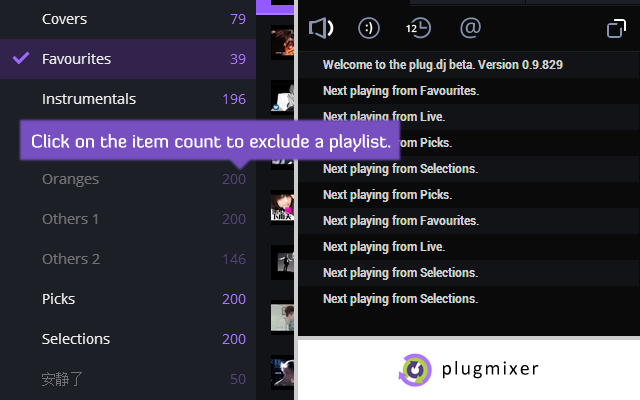 Covers 79
Favourites 39
Instrumentals 196
Click on the item count to exclude a playlist.
Oranges 200
Others 1 200
Others 2 146
Picks 200
Selections 200
安静了 50
:) 12 @
Welcome to the plug.dj beta. Version 0.9.829
Next playing from Favourites.
Next playing from Live.
Picks.
Next playing from Selections.
Next playing from Picks.
Next playing from Favourites.
Next playing from Live.
Next playing from Selections.
Next playing from Selections.
plugmixer